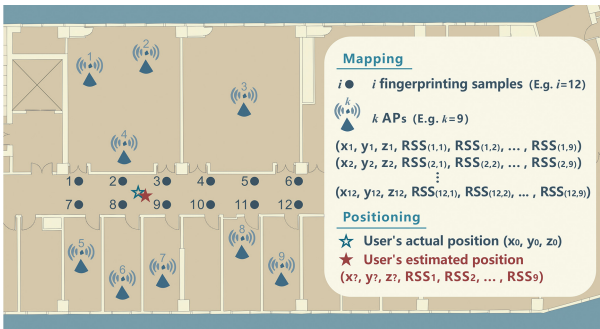 1
2
3
4
1 2 3 4 5 6
7 8 9 10 11 12
5
6
7
8
9
Mapping
i i fingerprinting samples (E.g. i=12)
k k APs (E.g. k=9)
(x1, y1, z1, RSS(1,1), RSS(1,2), ... , RSS(1,9))
(x2, y2, z2, RSS(2,1), RSS(2,2), ... , RSS(2,9))
⋮
(x12, y12, z12, RSS(12,1), RSS(12,2), ... , RSS(12,9))
Positioning
User's actual position (x0, y0, z0)
User's estimated position
(x?, y?, z?, RSS1, RSS2, ... , RSS9)